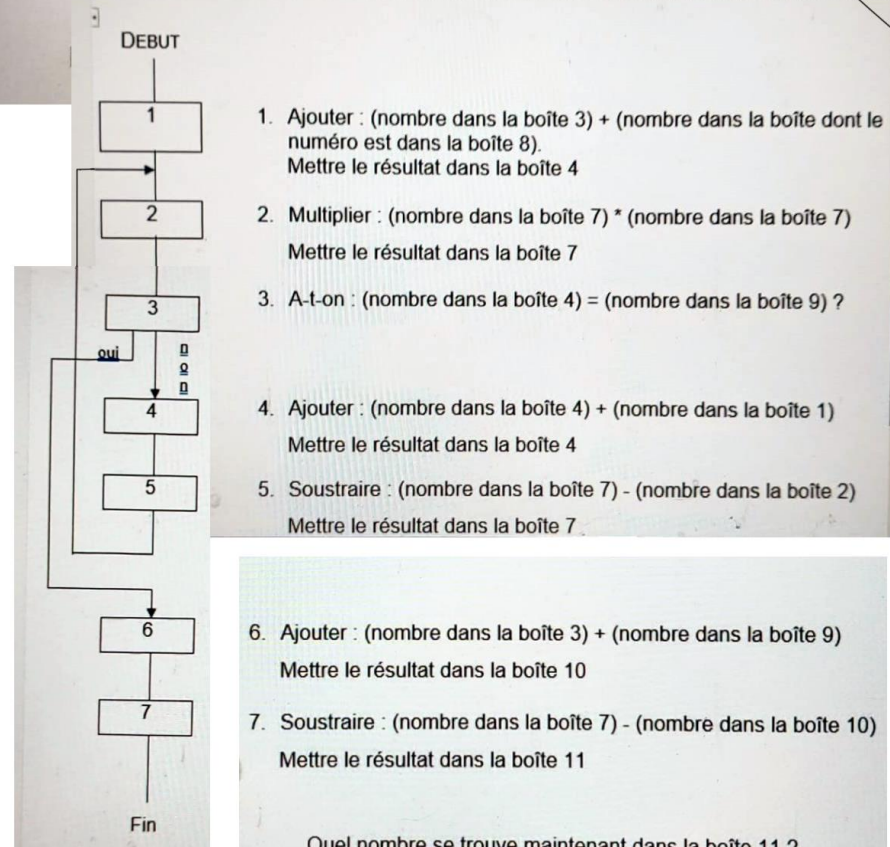 DEBUT
1
2
3
oui
non
4
5
6
7
Fin
1. Ajouter : (nombre dans la boîte 3) + (nombre dans la boîte dont le
numéro est dans la boîte 8).
Mettre le résultat dans la boîte 4
2. Multiplier : (nombre dans la boîte 7) * (nombre dans la boîte 7)
Mettre le résultat dans la boîte 7
3. A-t-on : (nombre dans la boîte 4) = (nombre dans la boîte 9) ?
4. Ajouter : (nombre dans la boîte 4) + (nombre dans la boîte 1)
Mettre le résultat dans la boîte 4
5. Soustraire : (nombre dans la boîte 7) - (nombre dans la boîte 2)
Mettre le résultat dans la boîte 7
6. Ajouter : (nombre dans la boîte 3) + (nombre dans la boîte 9)
Mettre le résultat dans la boîte 10
7. Soustraire : (nombre dans la boîte 7) - (nombre dans la boîte 10)
Mettre le résultat dans la boîte 11
Quel nombre se trouve maintenant dans la boîte 11 ?